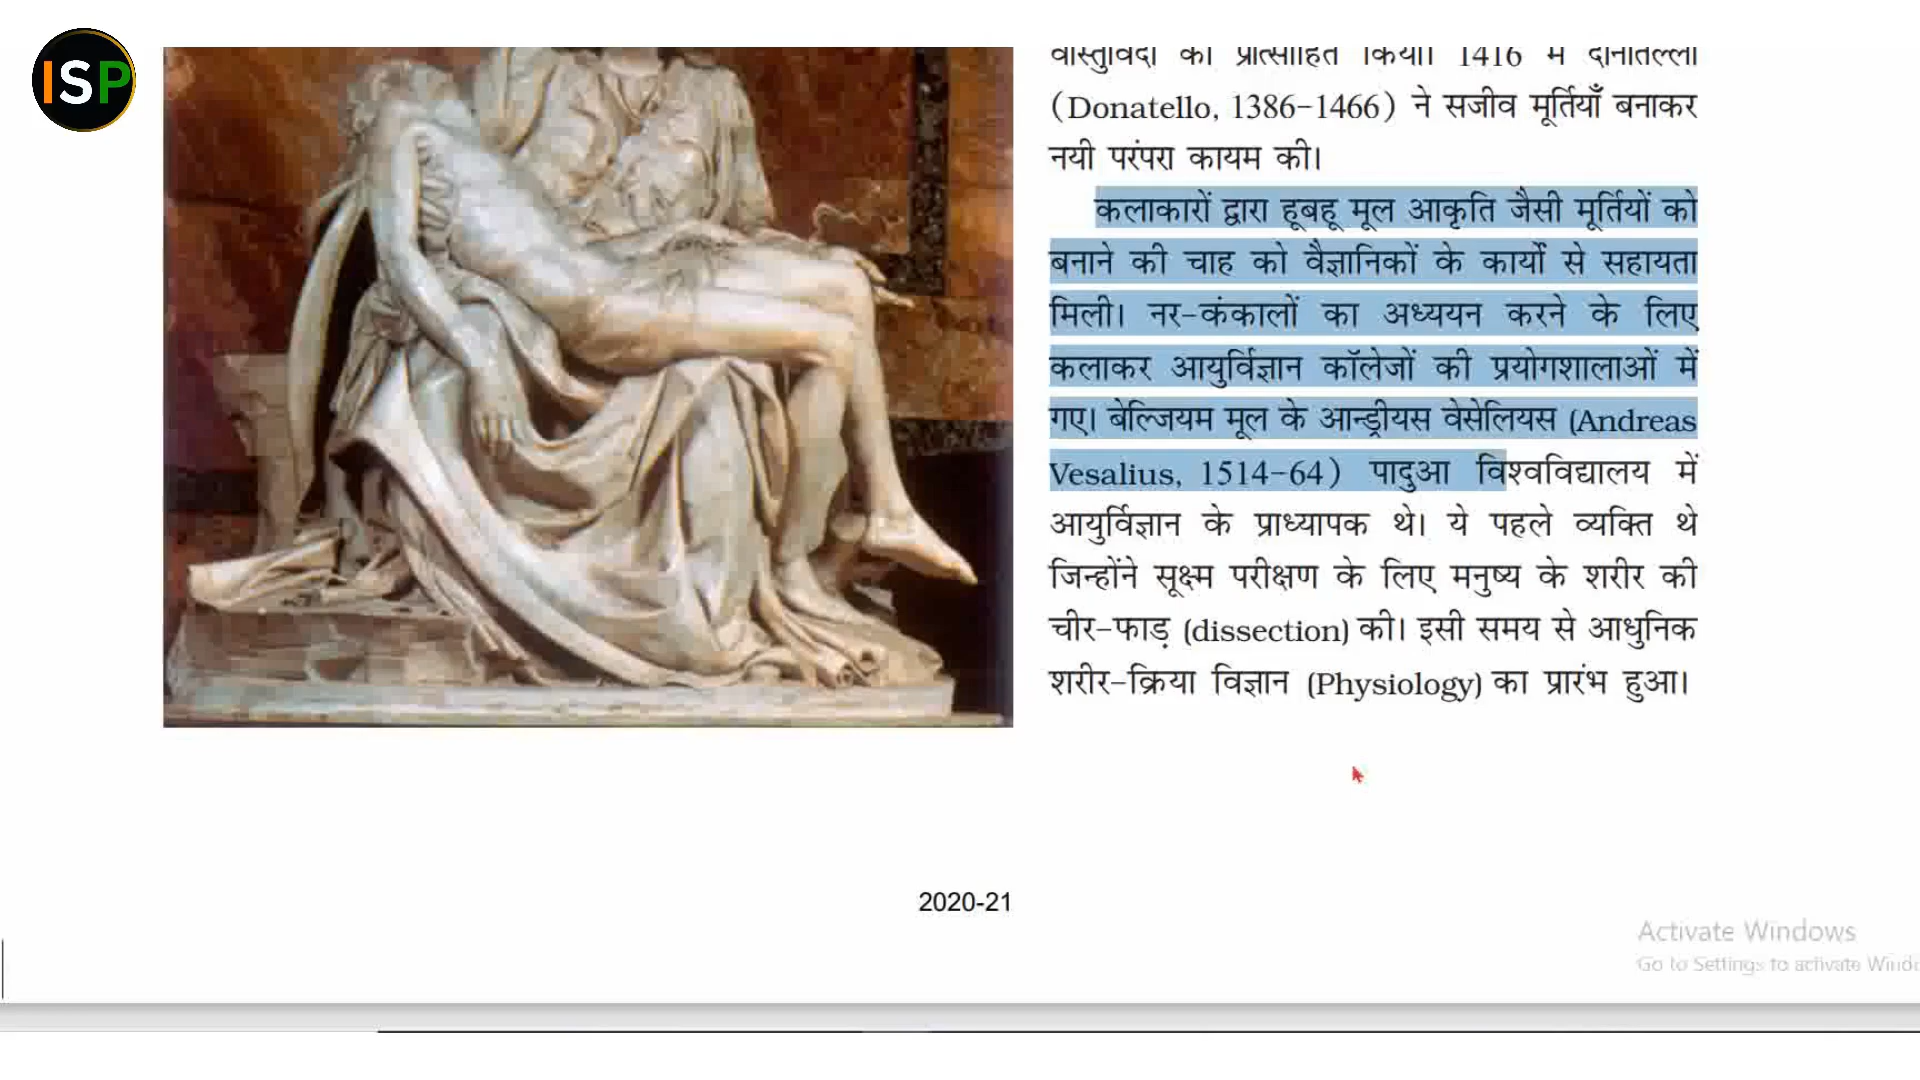 ISP
वास्तुविदों को प्रोत्साहित किया। 1416 में दोनातल्लो
(Donatello, 1386-1466) ने सजीव मूर्तियाँ बनाकर
नयी परंपरा कायम की।
कलाकारों द्वारा हूबहू मूल आकृति जैसी मूर्तियों को
बनाने की चाह को वैज्ञानिकों के कार्यों से सहायता
मिली। नर-कंकालों का अध्ययन करने के लिए
कलाकर आयुर्विज्ञान कॉलेजों की प्रयोगशालाओं में
गए। बेल्जियम मूल के आन्ड्रीयस वेसेलियस (Andreas
Vesalius, 1514-64) पादुआ विश्वविद्यालय में
आयुर्विज्ञान के प्राध्यापक थे। ये पहले व्यक्ति थे
जिन्होंने सूक्ष्म परीक्षण के लिए मनुष्य के शरीर की
चीर-फाड़ (dissection) की। इसी समय से आधुनिक
शरीर-क्रिया विज्ञान (Physiology) का प्रारंभ हुआ।
2020-21
Activate Windows
Go to Settings to activate Windo